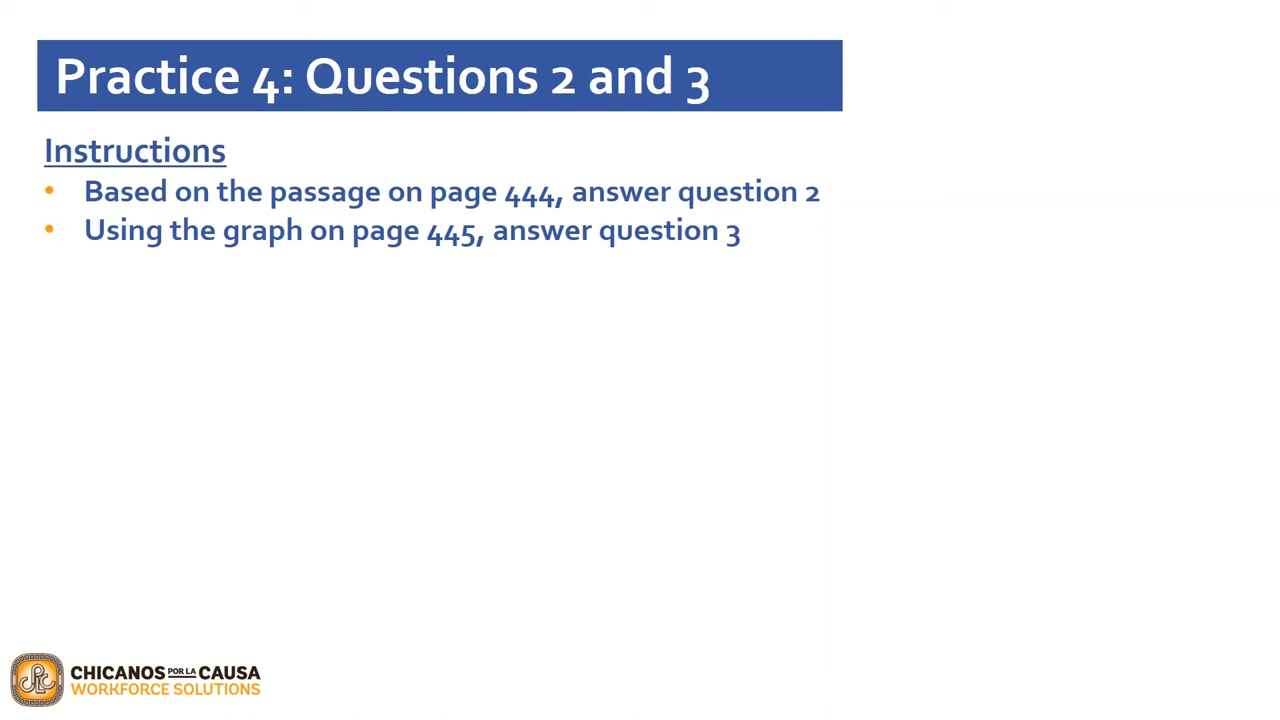 Practice 4: Questions 2 and 3
Instructions
• Based on the passage on page 444, answer question 2
• Using the graph on page 445, answer question 3
CHICANOS POR LA CAUSA
WORKFORCE SOLUTIONS